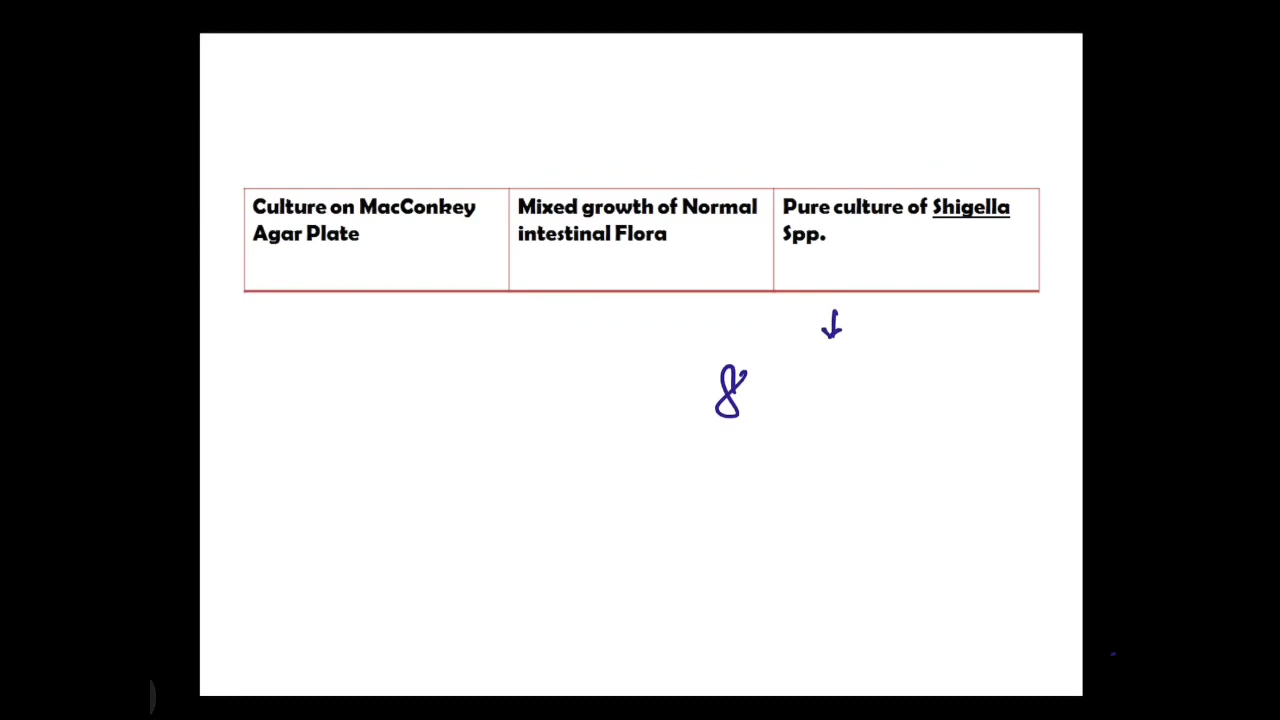 Culture on MacConkey
Agar Plate
Mixed growth of Normal
intestinal Flora
Pure culture of Shigella
Spp.